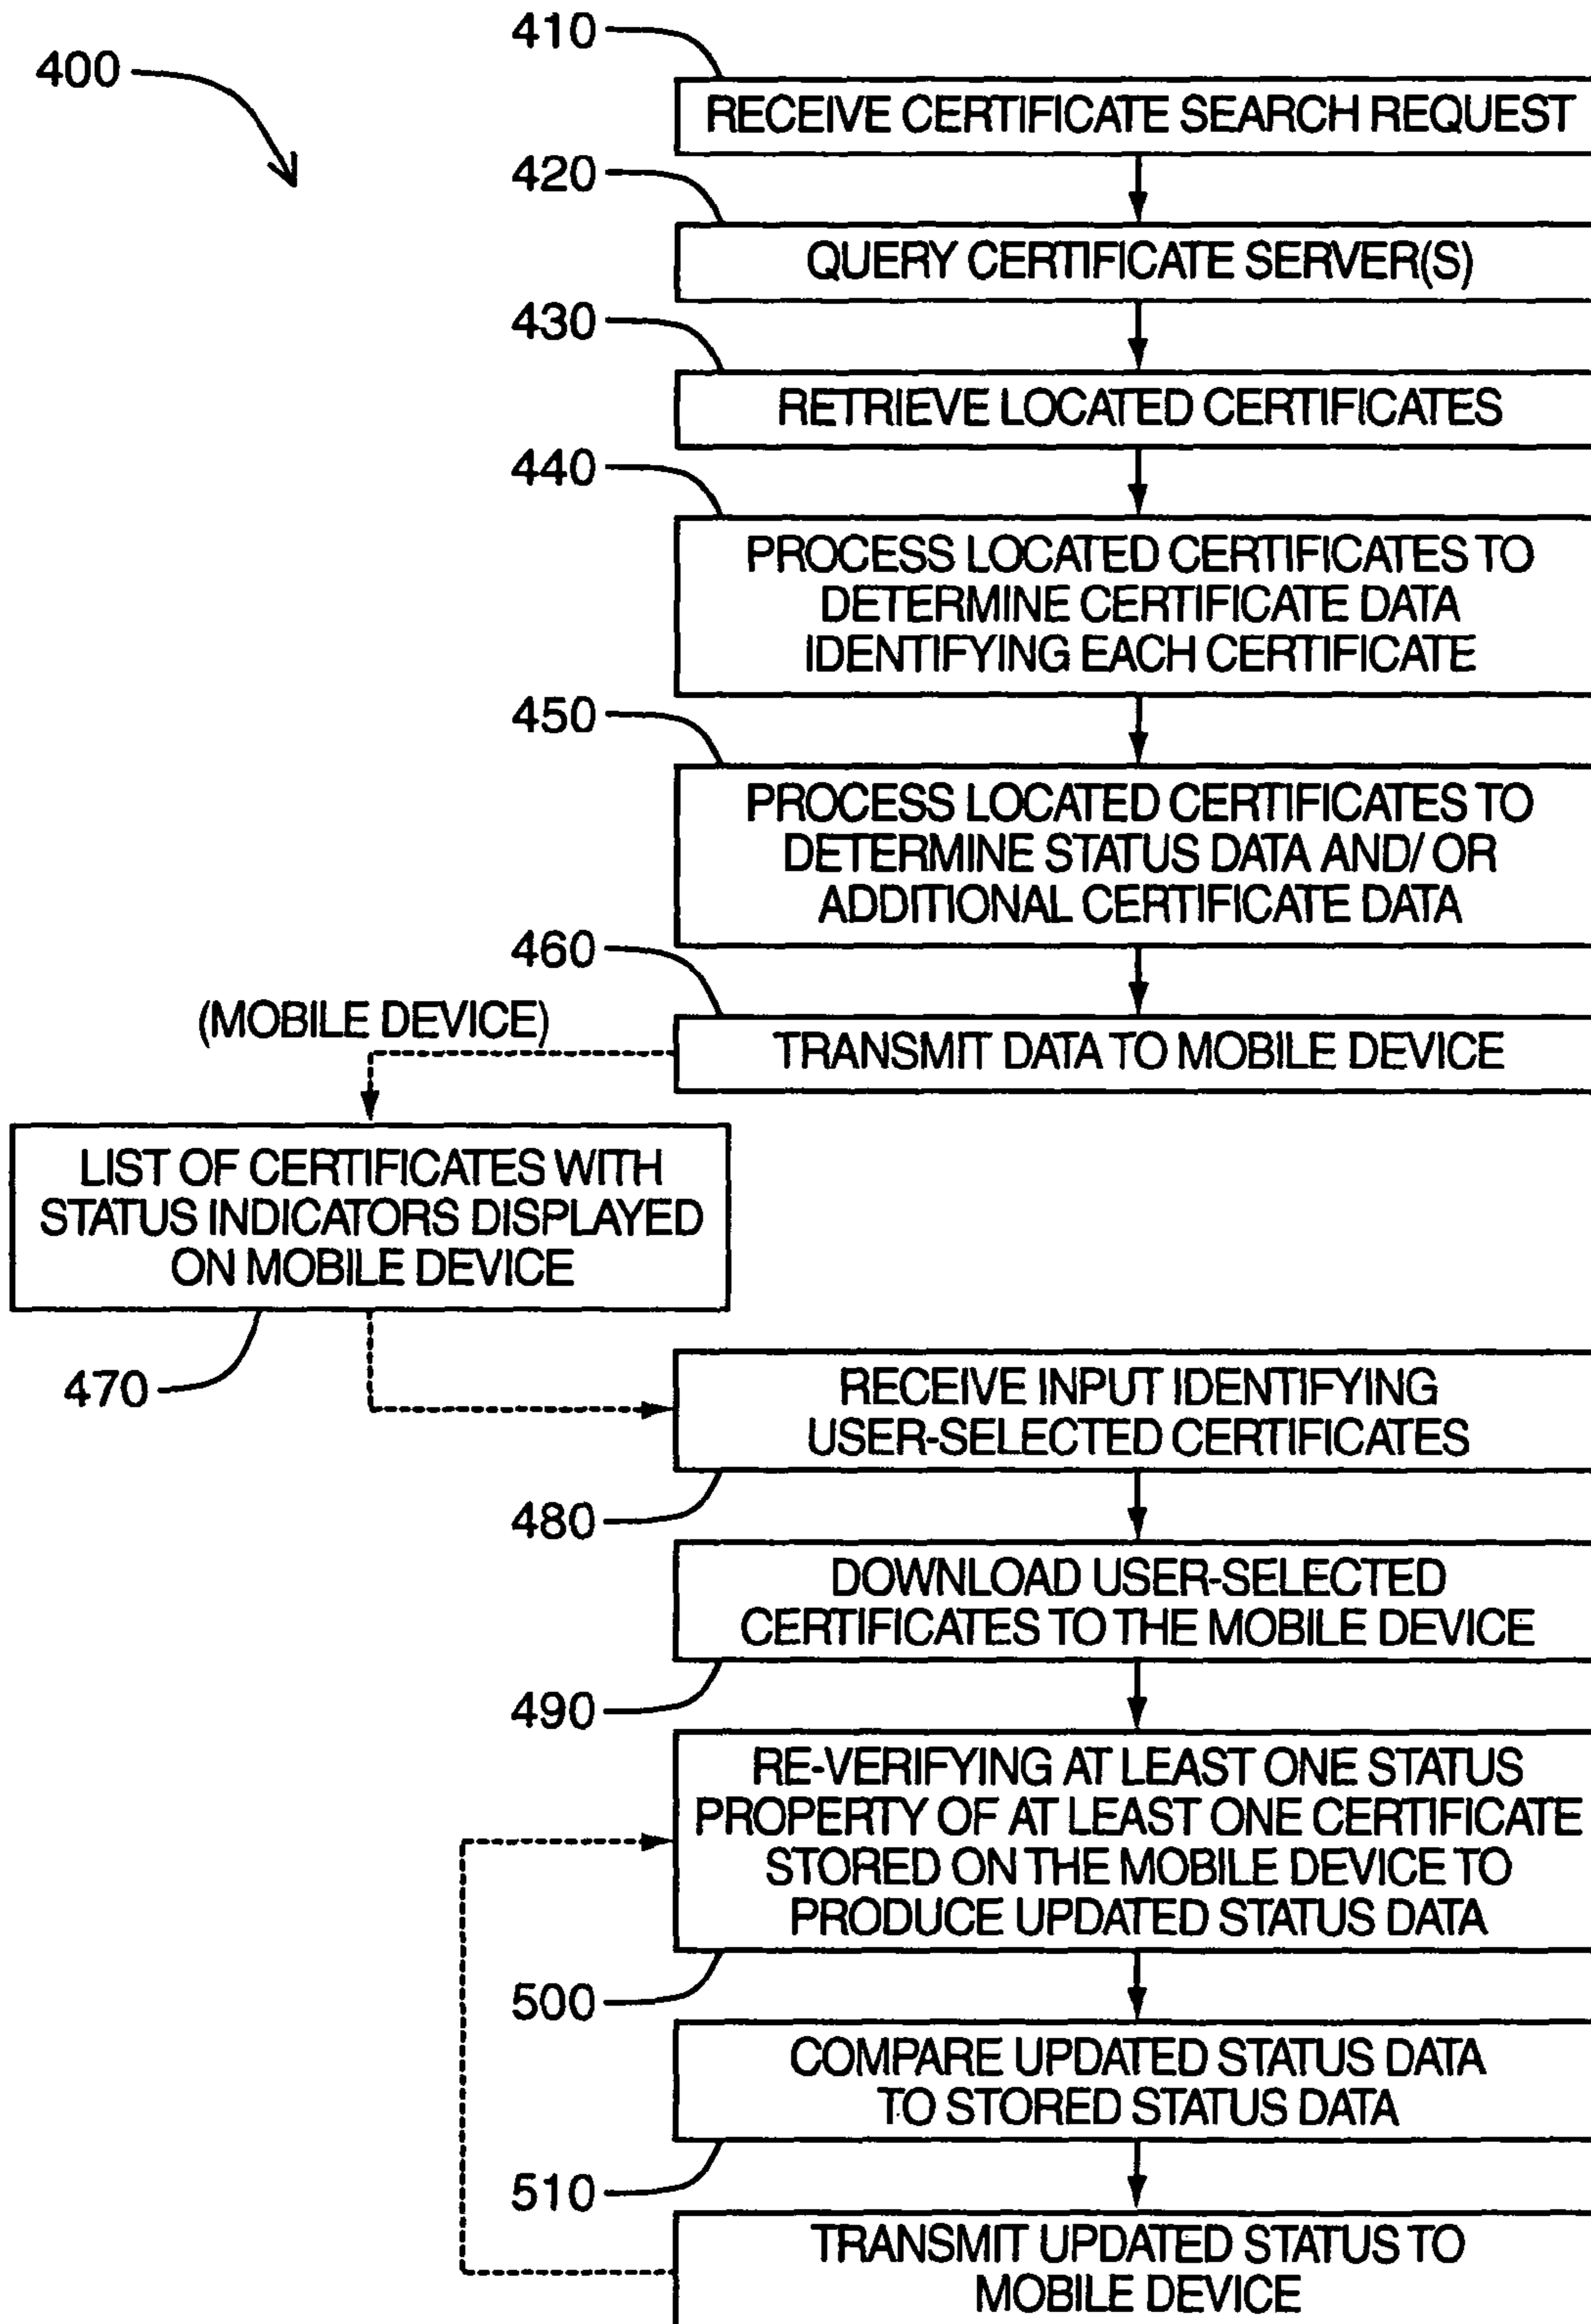 400
410
RECEIVE CERTIFICATE SEARCH REQUEST
420
QUERY CERTIFICATE SERVER(S)
430
RETRIEVE LOCATED CERTIFICATES
440
PROCESS LOCATED CERTIFICATES TO
DETERMINE CERTIFICATE DATA
IDENTIFYING EACH CERTIFICATE
450
PROCESS LOCATED CERTIFICATES TO
DETERMINE STATUS DATA AND/ OR
ADDITIONAL CERTIFICATE DATA
460
(MOBILE DEVICE)
TRANSMIT DATA TO MOBILE DEVICE
LIST OF CERTIFICATES WITH
STATUS INDICATORS DISPLAYED
ON MOBILE DEVICE
470
RECEIVE INPUT IDENTIFYING
USER-SELECTED CERTIFICATES
480
DOWNLOAD USER-SELECTED
CERTIFICATES TO THE MOBILE DEVICE
490
RE-VERIFYING AT LEAST ONE STATUS
PROPERTY OF AT LEAST ONE CERTIFICATE
STORED ON THE MOBILE DEVICE TO
PRODUCE UPDATED STATUS DATA
500
COMPARE UPDATED STATUS DATA
TO STORED STATUS DATA
510
TRANSMIT UPDATED STATUS TO
MOBILE DEVICE